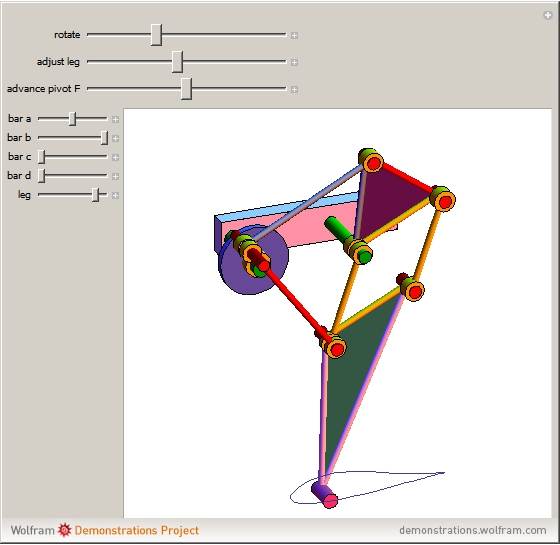 rotate
adjust leg
advance pivot F
bar a
bar b
bar c
bar d
leg
Wolfram Demonstrations Project
demonstrations.wolfram.com